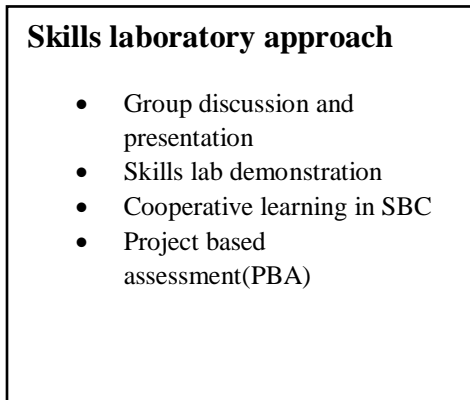 Skills laboratory approach
• Group discussion and
presentation
• Skills lab demonstration
• Cooperative learning in SBC
• Project based
assessment(PBA)